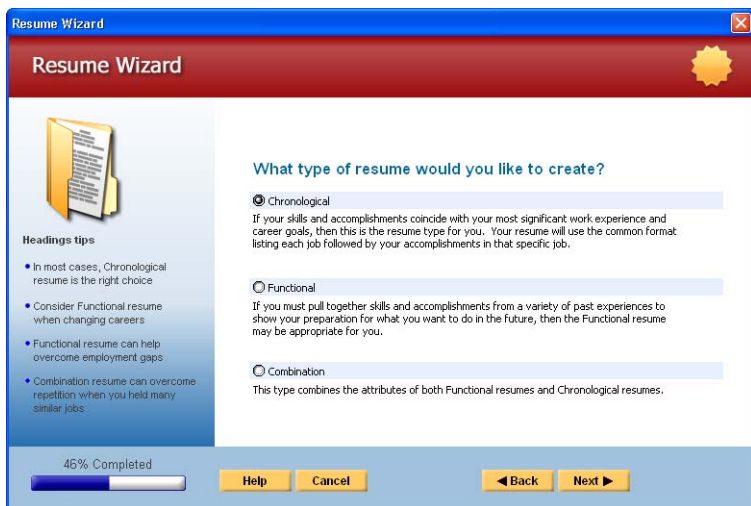 Resume Wizard
Resume Wizard
Headings tips
In most cases, Chronological
resume is the right choice
Consider Functional resume
when changing careers
Functional resume can help
overcome employment gaps
Combination resume can overcome
repetition when you held many
similar jobs
What type of resume would you like to create?
Chronological
If your skills and accomplishments coincide with your most significant work experience and
career goals, then this is the resume type for you. Your resume will use the common format
listing each job followed by your accomplishments in that specific job.
Functional
If you must pull together skills and accomplishments from a variety of past experiences to
show your preparation for what you want to do in the future, then the Functional resume
may be appropriate for you.
Combination
This type combines the attributes of both Functional resumes and Chronological resumes.
46% Completed
Help
Cancel
Back
Next